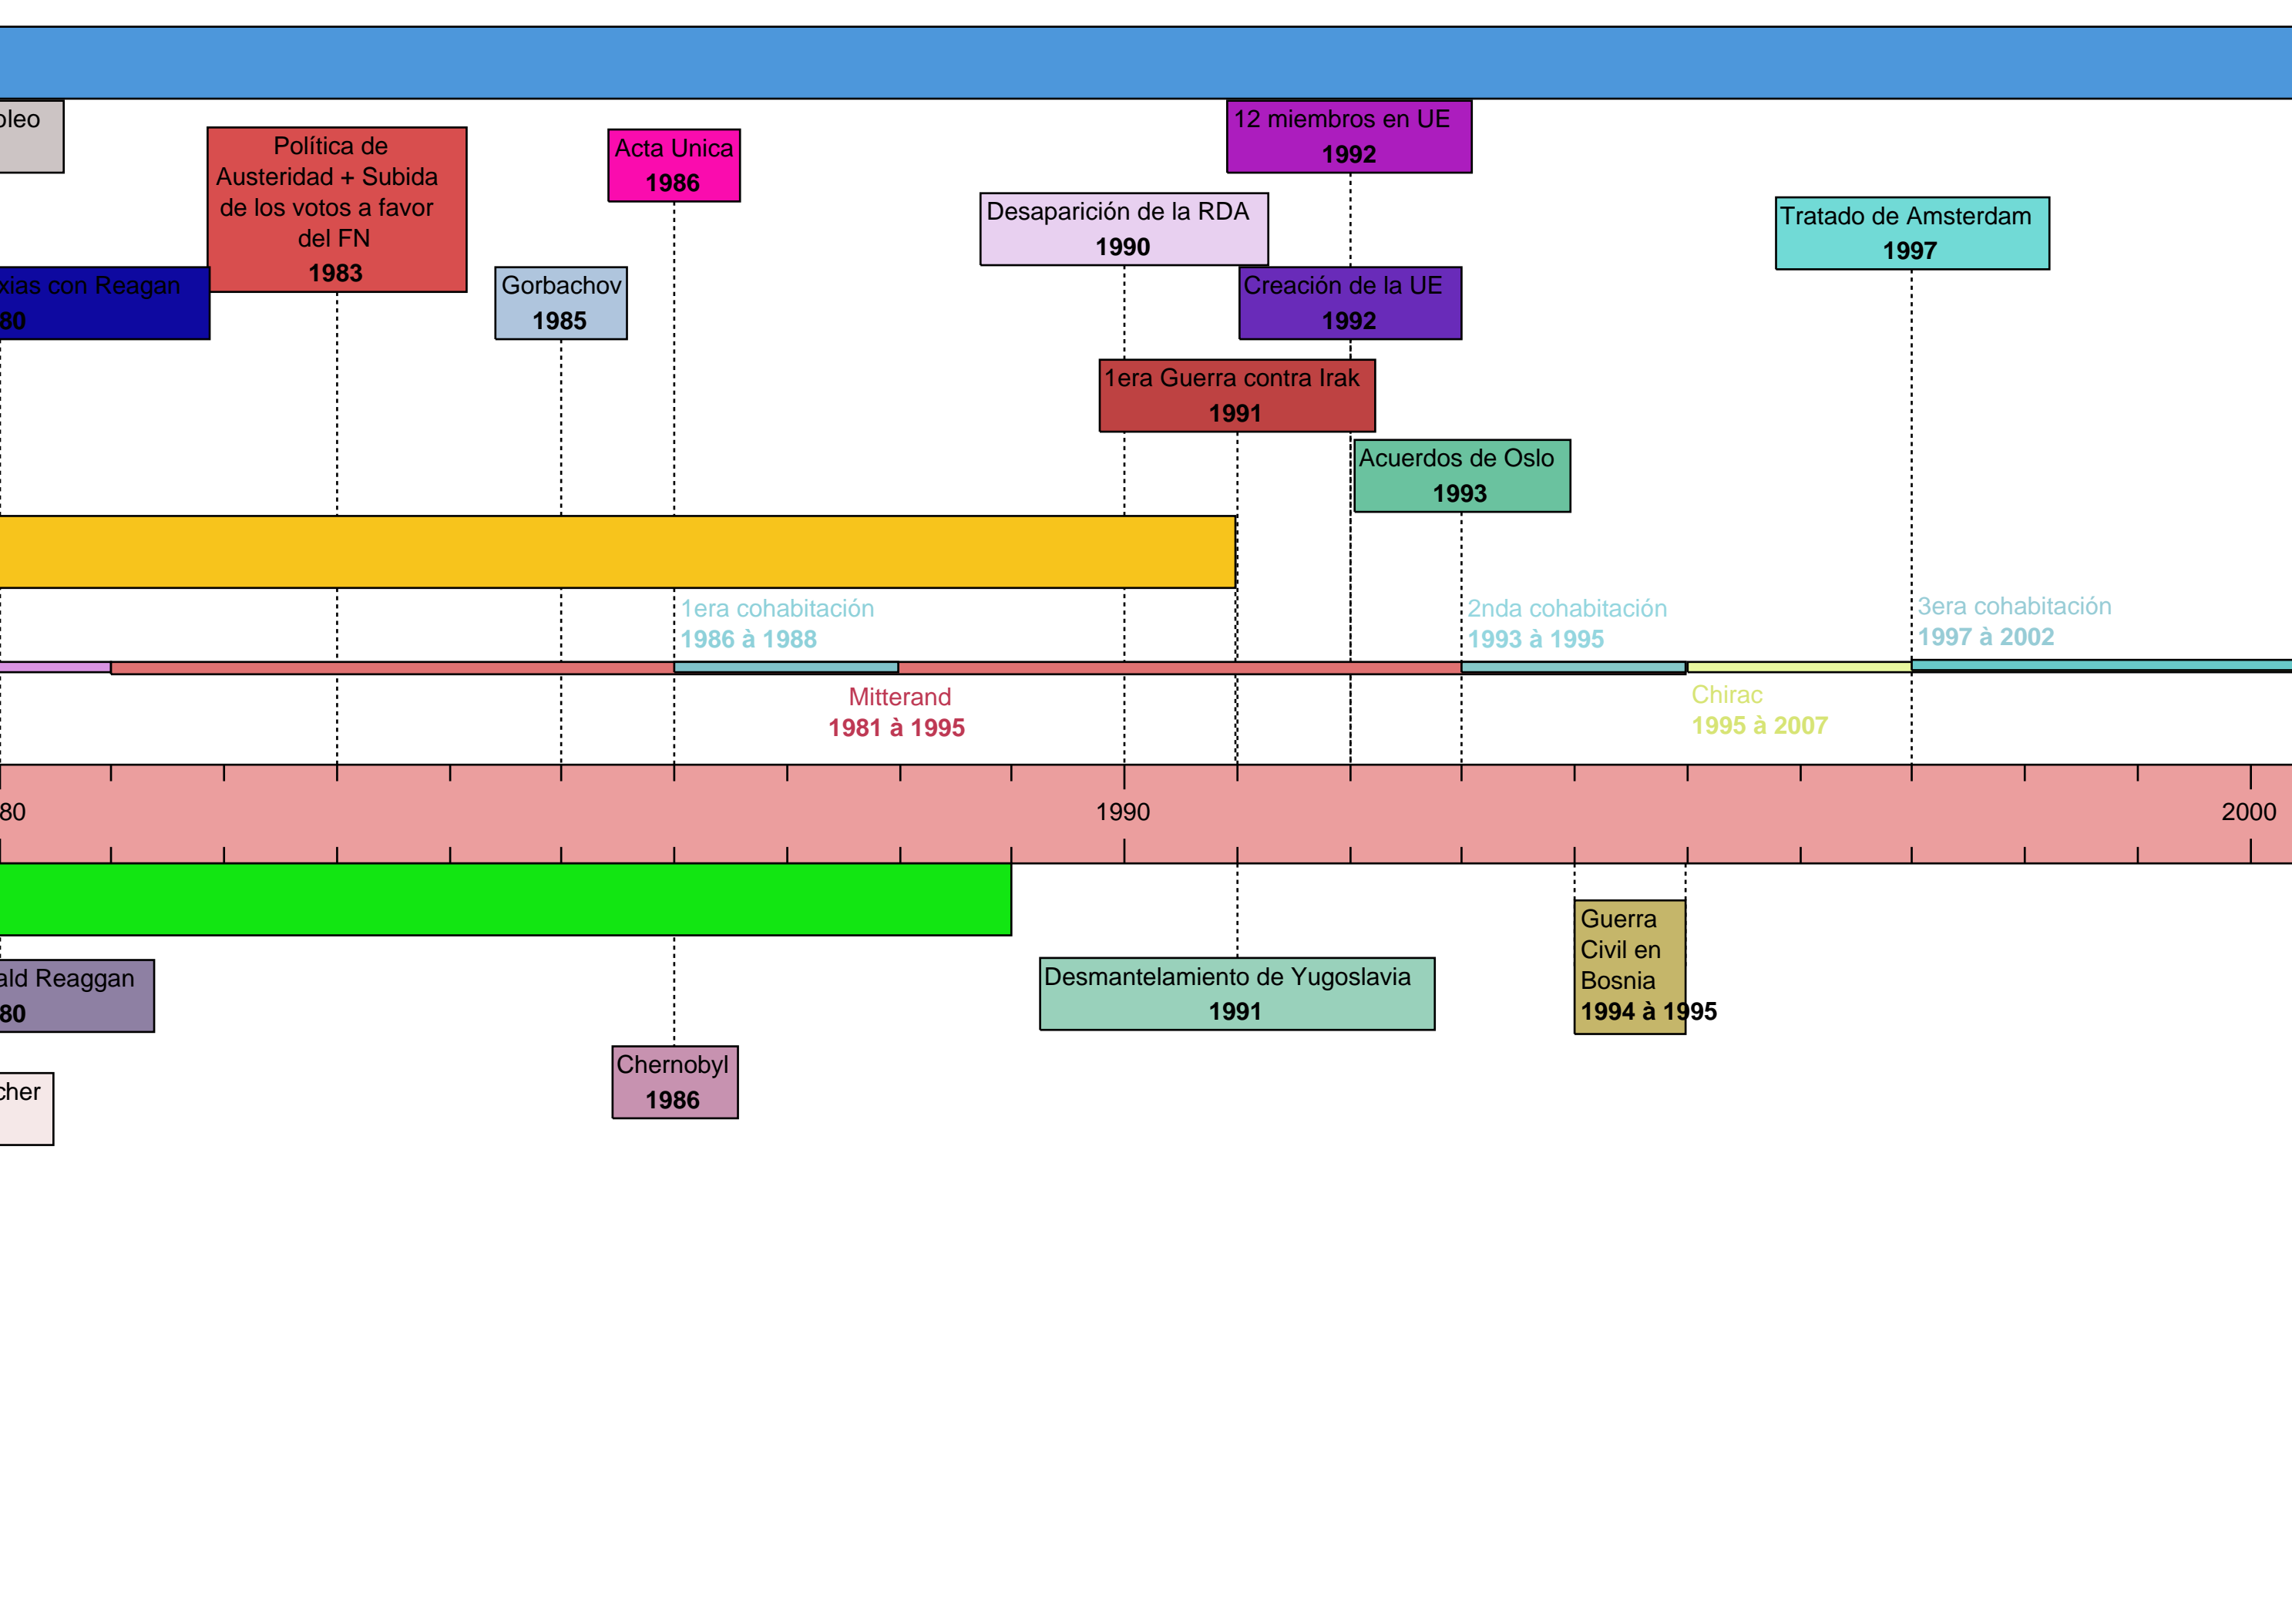 oleo
12 miembros en UE
1992
Política de
Austeridad + Subida
de los votos a favor
del FN
1983
Acta Unica
1986
Desaparición de la RDA
1990
Tratado de Amsterdam
1997
xias con Reagan
80
Gorbachov
1985
Creación de la UE
1992
1era Guerra contra Irak
1991
Acuerdos de Oslo
1993
1era cohabitación
1986 à 1988
2nda cohabitación
1993 à 1995
3era cohabitación
1997 à 2002
Mitterand
1981 à 1995
Chirac
1995 à 2007
80
1990
2000
Guerra
Civil en
Bosnia
1994 à 1995
ald Reaggan
80
Desmantelamiento de Yugoslavia
1991
Chernobyl
1986
cher